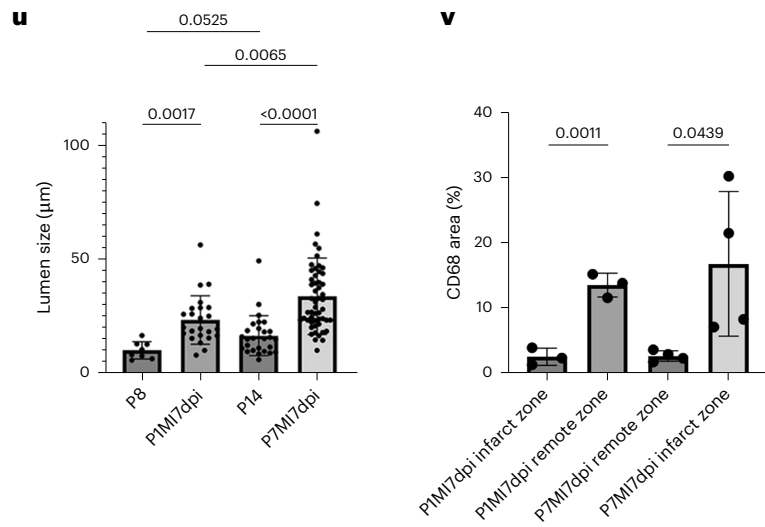 u
0.0525
0.0065
0.0017
<0.0001
100
50
0
Lumen size (µm)
P8
P1MI7dpi
P14
P7MI7dpi
v
40
30
20
10
0
CD68 area (%)
0.0011
0.0439
P1MI7dpi infarct zone
P1MI7dpi remote zone
P7MI7dpi remote zone
P7MI7dpi infarct zone